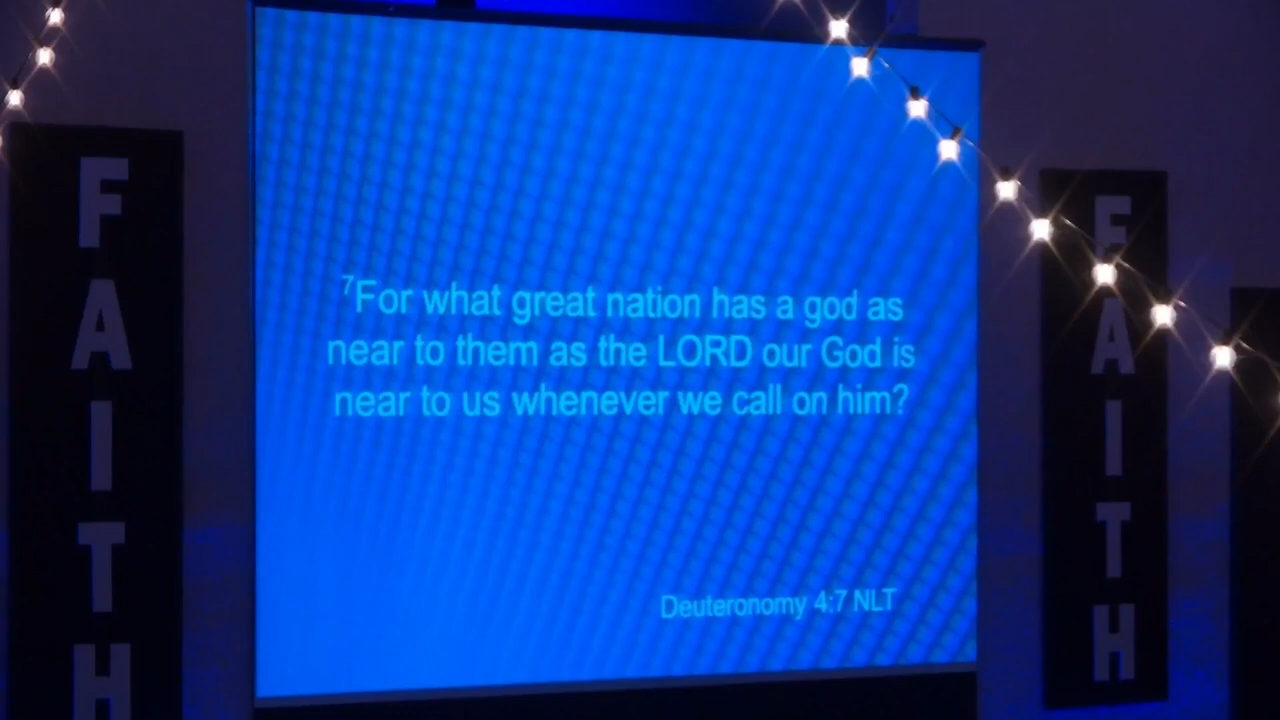 FAITH
⁷For what great nation has a god as
near to them as the LORD our God is
near to us whenever we call on him?
Deuteronomy 4:7 NLT
FAITH